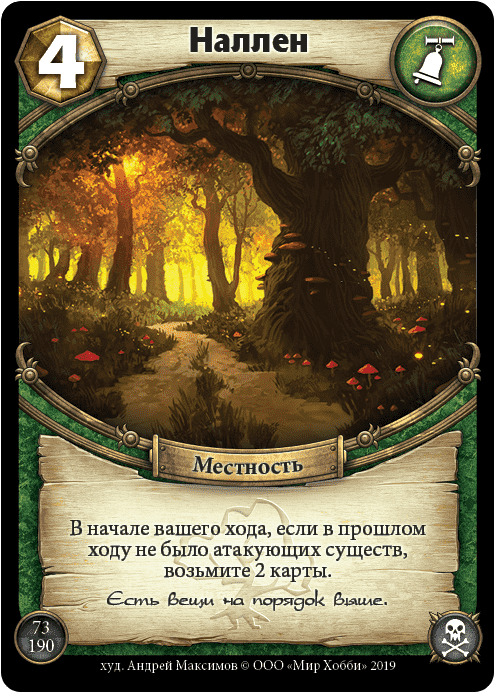 4
Наллен
Местность
В начале вашего хода, если в прошлом
ходу не было атакующих существ,
возьмите 2 карты.
Есть вещи на порядок выше.
73
190
худ. Андрей Максимов © ООО «Мир Хобби» 2019